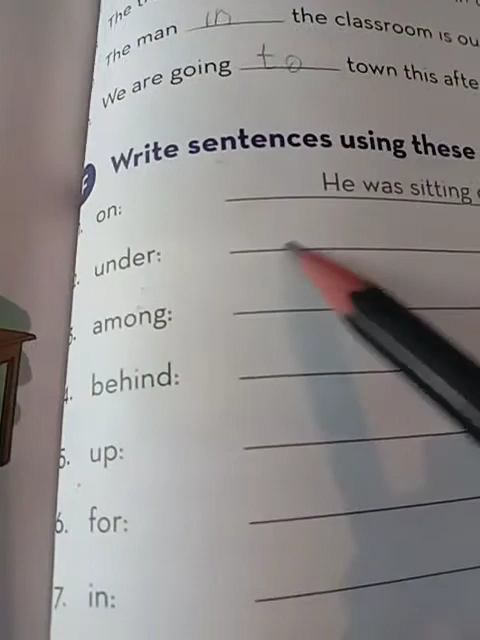 The
The man in the classroom is ou
We are going to town this afte
Write sentences using these
He was sitting
on:
under:
among:
behind:
5. up:
6. for:
7. in: